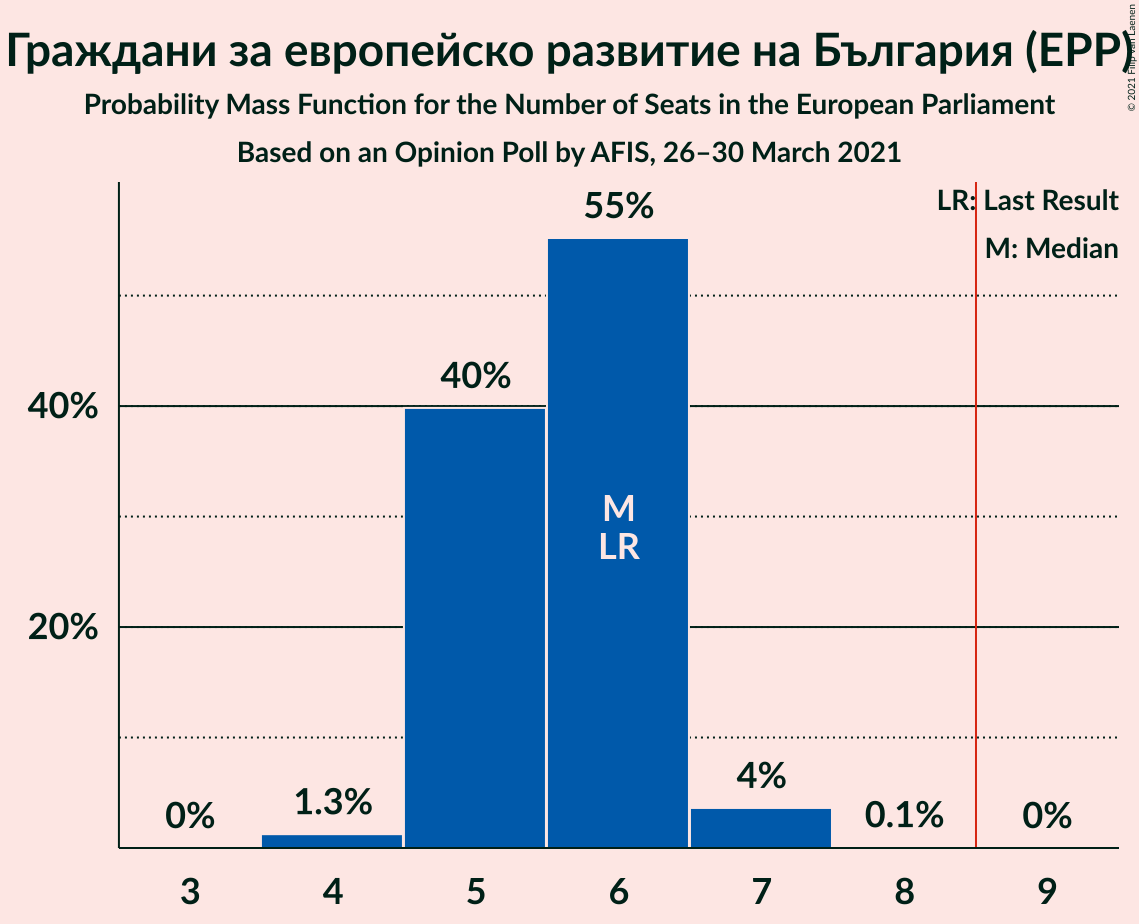 Граждани за европейско развитие на България (EPP)
© 2021 Filip van Laenen
Probability Mass Function for the Number of Seats in the European Parliament
Based on an Opinion Poll by AFIS, 26–30 March 2021
LR: Last Result
M: Median
55%
40%
40%
M
LR
20%
4%
1.3%
0%
0.1%
0%
3 4 5 6 7 8 9